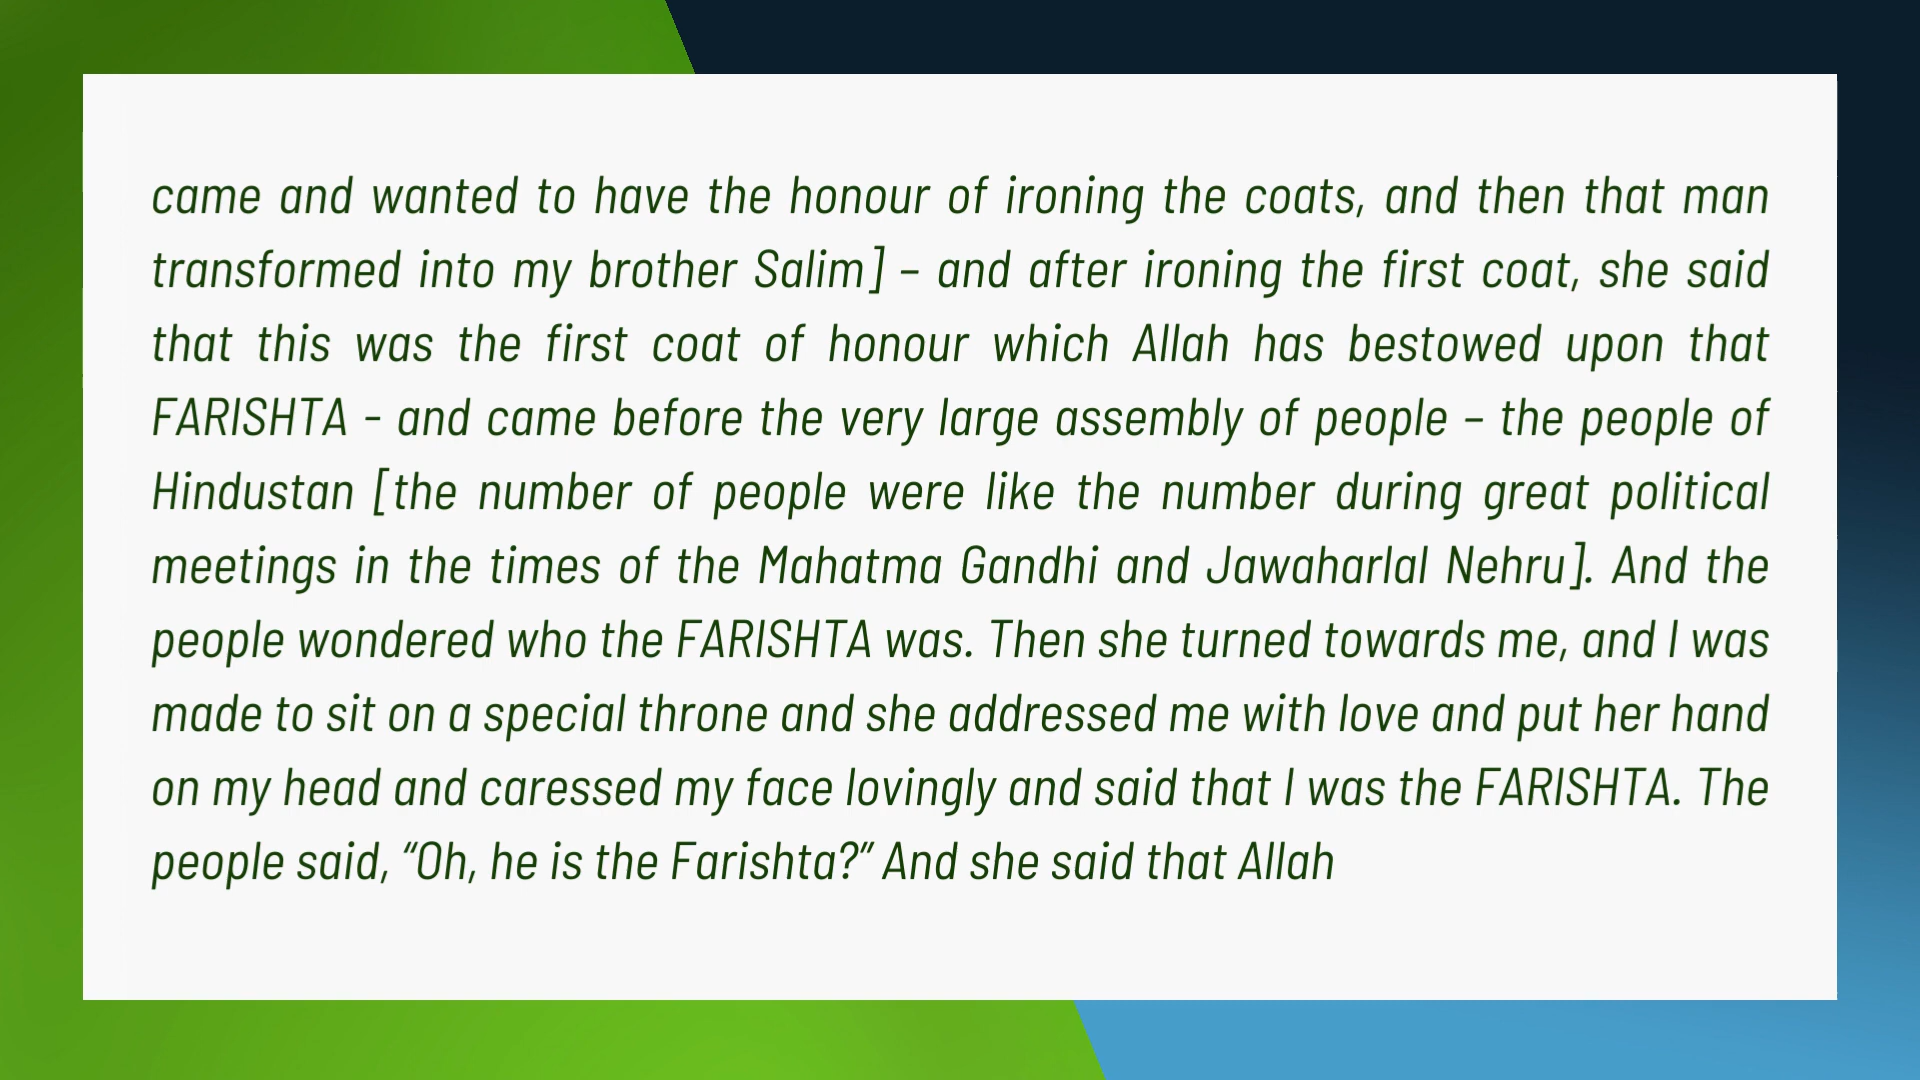 came and wanted to have the honour of ironing the coats, and then that man
transformed into my brother Salim] – and after ironing the first coat, she said
that this was the first coat of honour which Allah has bestowed upon that
FARISHTA - and came before the very large assembly of people – the people of
Hindustan [the number of people were like the number during great political
meetings in the times of the Mahatma Gandhi and Jawaharlal Nehru]. And the
people wondered who the FARISHTA was. Then she turned towards me, and I was
made to sit on a special throne and she addressed me with love and put her hand
on my head and caressed my face lovingly and said that I was the FARISHTA. The
people said, “Oh, he is the Farishta?” And she said that Allah